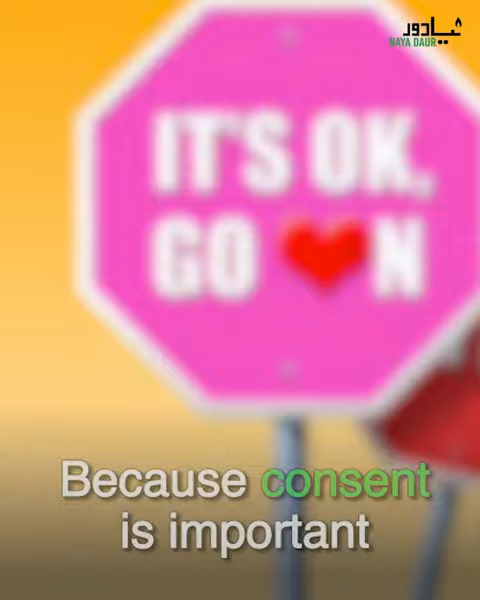 نیا دور
NAYA DAUR
IT'S OK,
GO ❤N
Because consent
is important